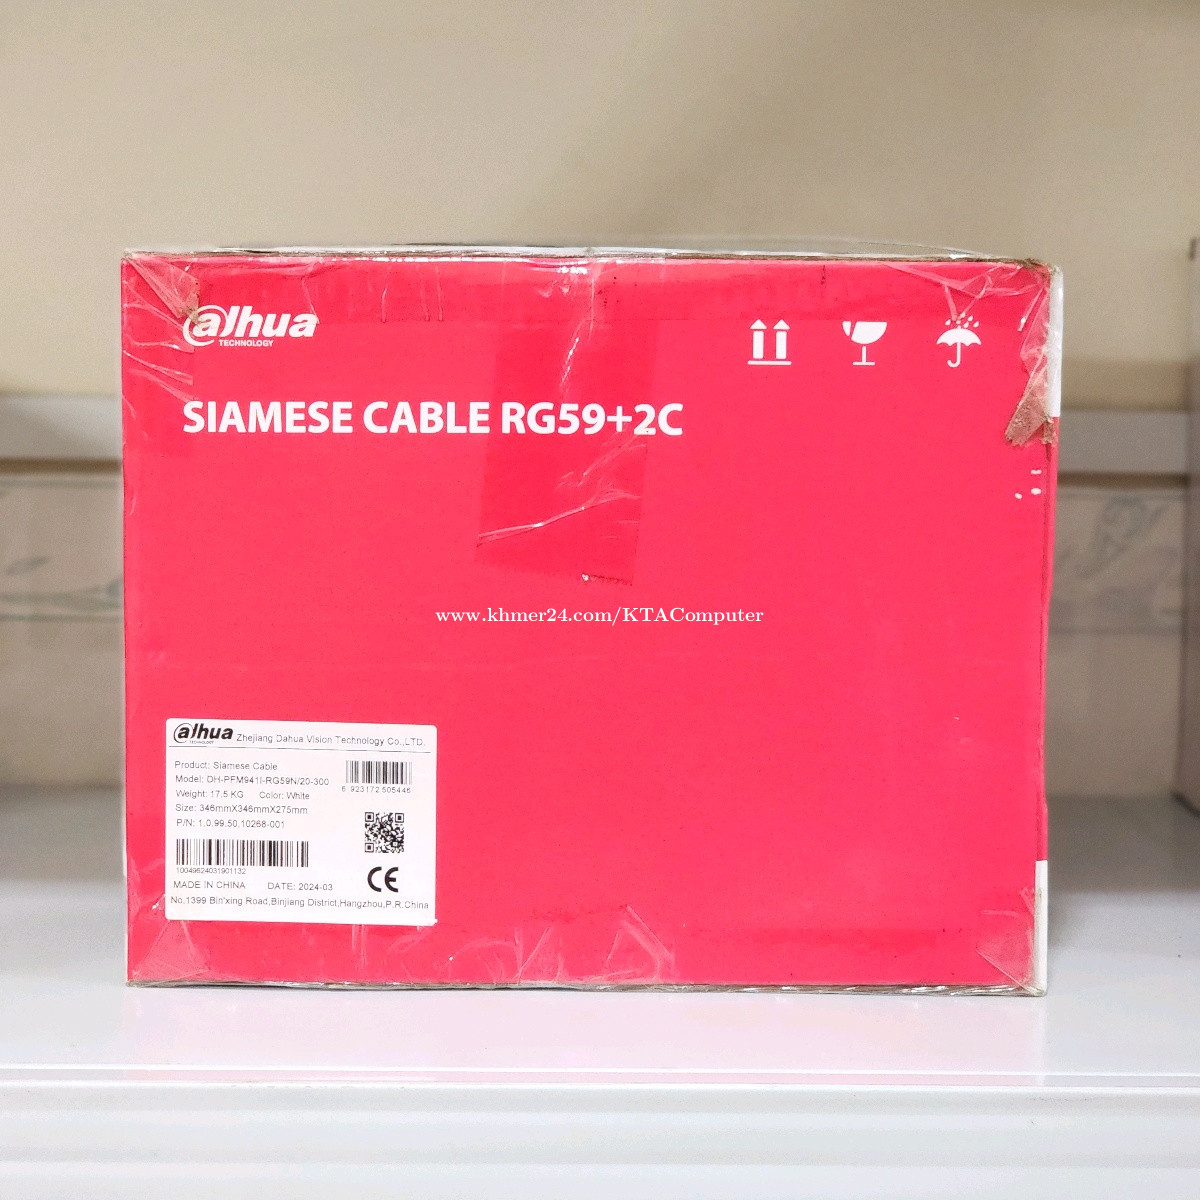 alhua
TECHNOLOGY
SIAMESE CABLE RG59+2C
www.khmer24.com/KTAComputer
alhua
TECHNOLOGY
Zhejiang Dahua Vision Technology Co.,LTD.
Product: Siamese Cable
Model: DH-PFM941I-RG59N/20-300
Weight: 17.5 KG Color: White
Size: 346mmX346mmX275mm
P/N: 1.0.99.50.10268-001
6 923172 505446
10049624031901132
MADE IN CHINA DATE: 2024-03
CE
No,1399 Bin'xing Road,Binjiang District,Hangzhou,P.R.China